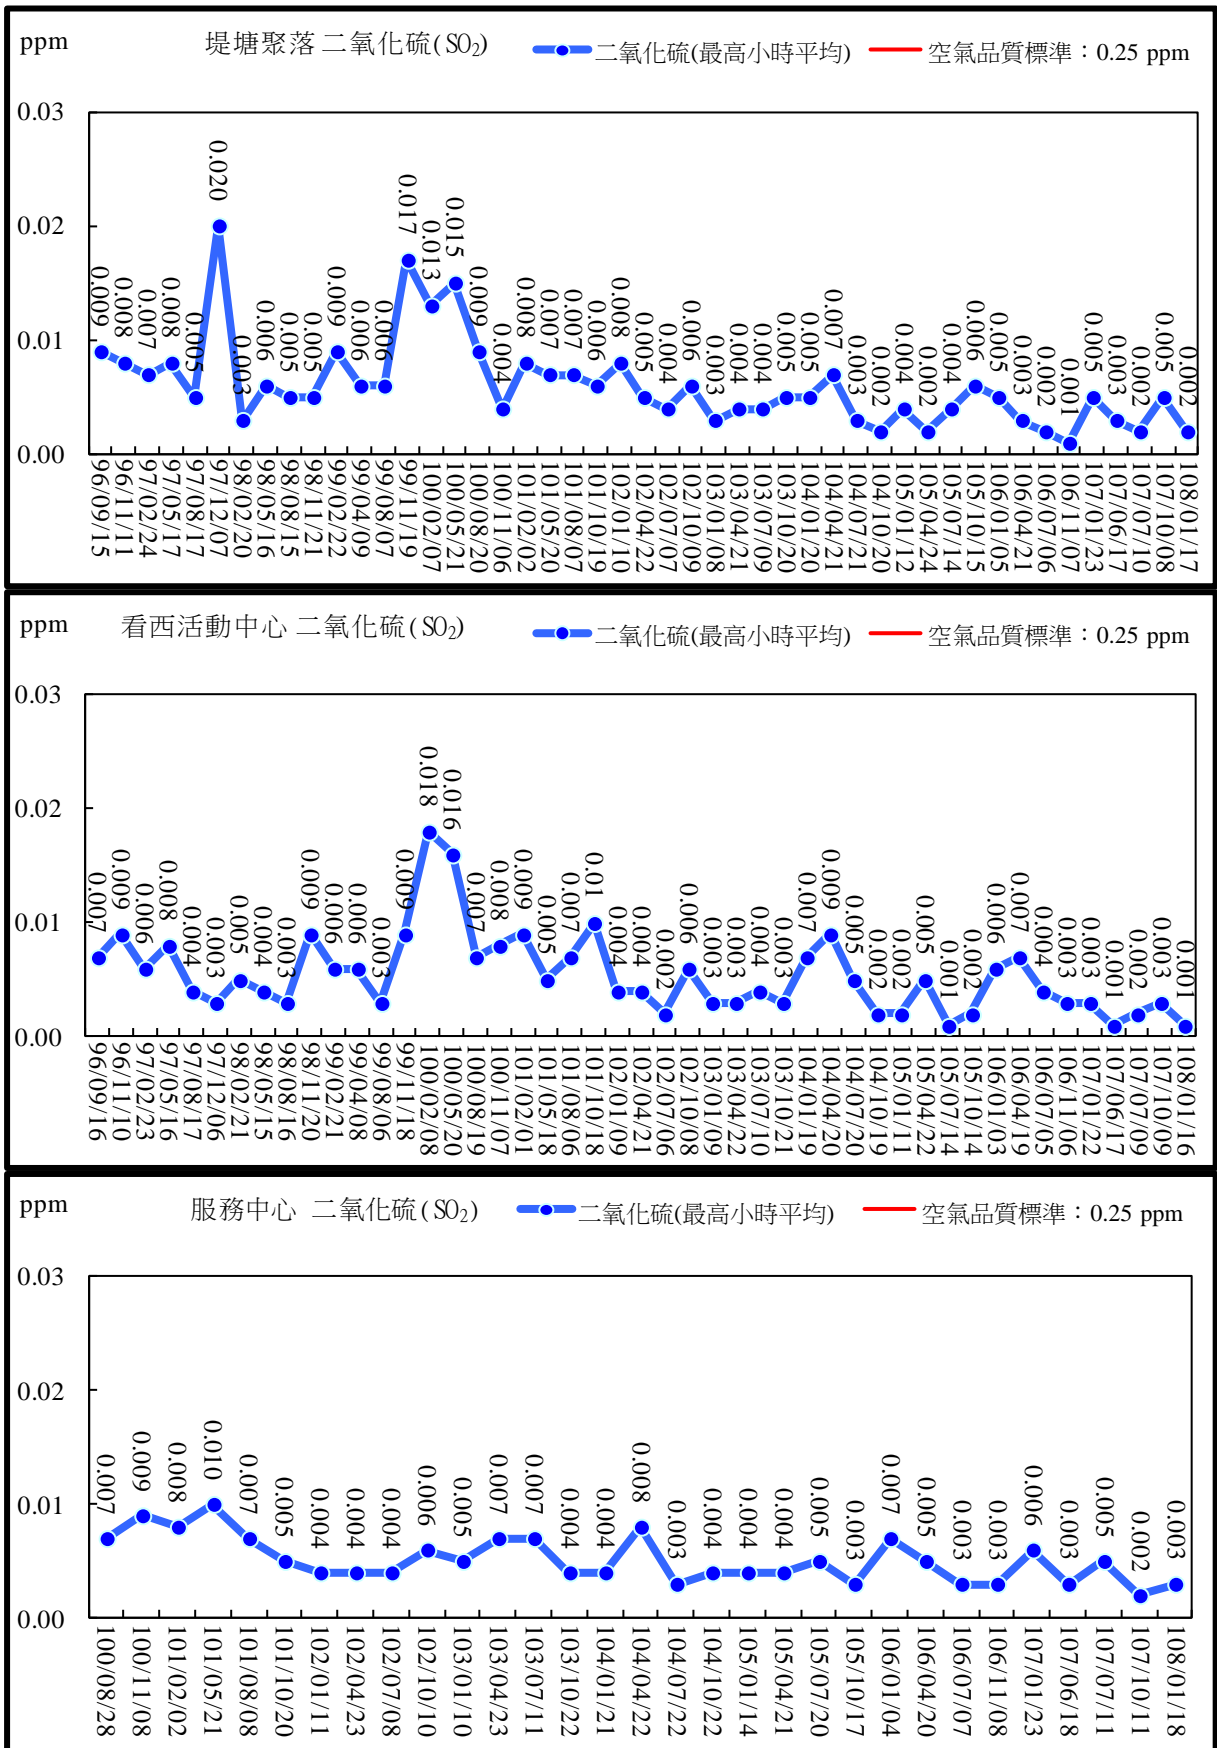 ppm 堤塘聚落 二氧化硫(SO₂) 二氧化硫(最高小時平均) 空氣品質標準：0.25 ppm
0.03
0.02
0.01
0.00
0.009 0.008 0.007 0.008 0.005 0.020 0.003 0.006 0.005 0.005 0.009 0.006 0.006 0.017 0.013 0.015 0.009 0.004 0.008 0.007 0.007 0.006 0.008 0.005 0.004 0.006 0.003 0.004 0.004 0.005 0.005 0.007 0.003 0.002 0.004 0.002 0.004 0.006 0.005 0.003 0.002 0.001 0.005 0.003 0.002 0.005 0.002
96/09/15 96/11/11 97/02/24 97/05/17 97/08/17 97/12/07 98/02/20 98/05/16 98/08/15 98/11/21 99/02/22 99/04/09 99/08/07 99/11/19 100/02/07 100/05/21 100/08/20 100/11/06 101/02/02 101/05/20 101/08/07 101/10/19 102/01/10 102/04/22 102/07/07 102/10/09 103/01/08 103/04/21 103/07/09 103/10/20 104/01/20 104/04/21 104/07/21 104/10/20 105/01/12 105/04/24 105/07/14 105/10/15 106/01/05 106/04/21 106/07/06 106/11/07 107/01/23 107/06/17 107/07/10 107/10/08 108/01/17
ppm 看西活動中心 二氧化硫(SO₂) 二氧化硫(最高小時平均) 空氣品質標準：0.25 ppm
0.03
0.02
0.01
0.00
0.007 0.009 0.006 0.008 0.004 0.003 0.005 0.004 0.003 0.009 0.006 0.006 0.003 0.009 0.018 0.016 0.007 0.008 0.009 0.005 0.007 0.01 0.004 0.004 0.002 0.006 0.003 0.003 0.004 0.003 0.007 0.009 0.005 0.002 0.002 0.005 0.001 0.002 0.006 0.007 0.004 0.003 0.003 0.001 0.002 0.003 0.001
96/09/16 96/11/10 97/02/23 97/05/16 97/08/17 97/12/06 98/02/21 98/05/15 98/08/16 98/11/20 99/02/21 99/04/08 99/08/06 99/11/18 100/02/08 100/05/20 100/08/19 100/11/07 101/02/01 101/05/18 101/08/06 101/10/18 102/01/09 102/04/21 102/07/06 102/10/08 103/01/09 103/04/22 103/07/10 103/10/21 104/01/19 104/04/20 104/07/20 104/10/19 105/01/11 105/04/22 105/07/14 105/10/14 106/01/03 106/04/19 106/07/05 106/11/06 107/01/22 107/06/17 107/07/09 107/10/09 108/01/16
ppm 服務中心 二氧化硫(SO₂) 二氧化硫(最高小時平均) 空氣品質標準：0.25 ppm
0.03
0.02
0.01
0.00
0.007 0.009 0.008 0.010 0.007 0.005 0.004 0.004 0.004 0.006 0.005 0.007 0.007 0.004 0.004 0.008 0.003 0.004 0.004 0.004 0.005 0.003 0.007 0.005 0.003 0.003 0.006 0.003 0.005 0.002 0.003
100/08/28 100/11/08 101/02/02 101/05/21 101/08/08 101/10/20 102/01/11 102/04/23 102/07/08 102/10/10 103/01/10 103/04/23 103/07/11 103/10/22 104/01/21 104/04/22 104/07/22 104/10/22 105/01/14 105/04/21 105/07/20 105/10/17 106/01/04 106/04/20 106/07/07 106/11/08 107/01/23 107/06/18 107/07/11 107/10/11 108/01/18